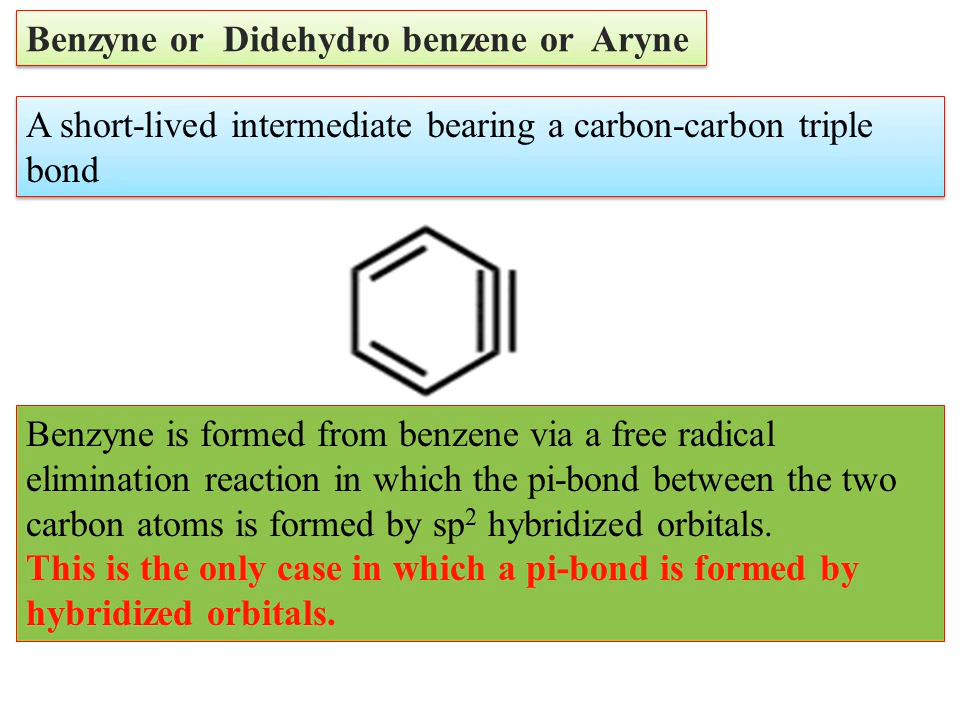 Benzyne or Didehydro benzene or Aryne
A short-lived intermediate bearing a carbon-carbon triple
bond
Benzyne is formed from benzene via a free radical
elimination reaction in which the pi-bond between the two
carbon atoms is formed by sp² hybridized orbitals.
This is the only case in which a pi-bond is formed by
hybridized orbitals.